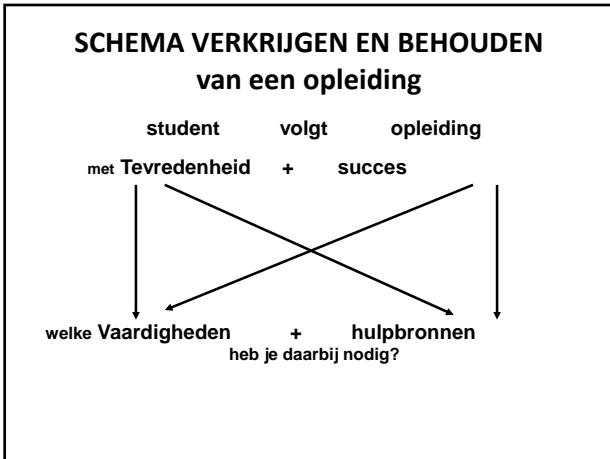 SCHEMA VERKRIJGEN EN BEHOUDEN
van een opleiding
student volgt opleiding
met Tevredenheid + succes
welke Vaardigheden + hulpbronnen
heb je daarbij nodig?